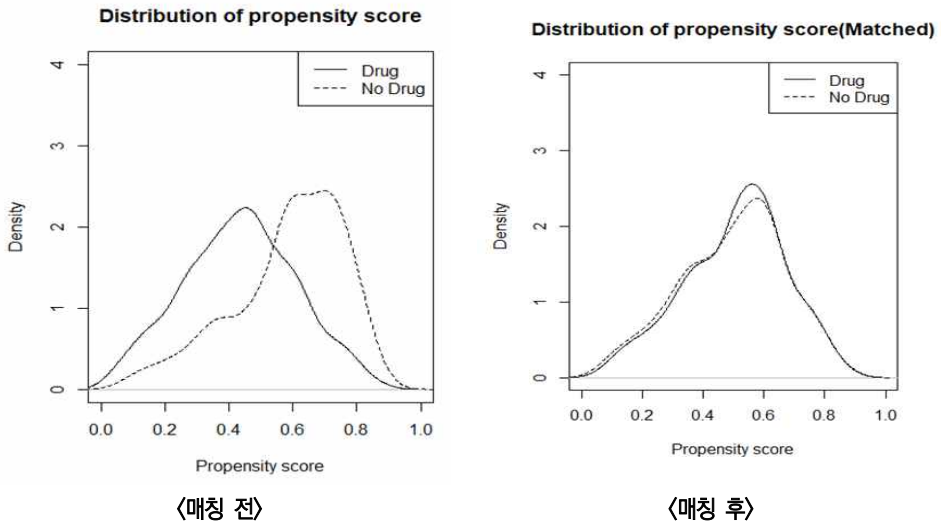 Distribution of propensity score
Drug
No Drug
4
3
2
1
0
Density
0.0 0.2 0.4 0.6 0.8 1.0
Propensity score
〈매칭 전〉
Distribution of propensity score(Matched)
Drug
No Drug
4
3
2
1
0
Density
0.0 0.2 0.4 0.6 0.8 1.0
Propensity score
〈매칭 후〉